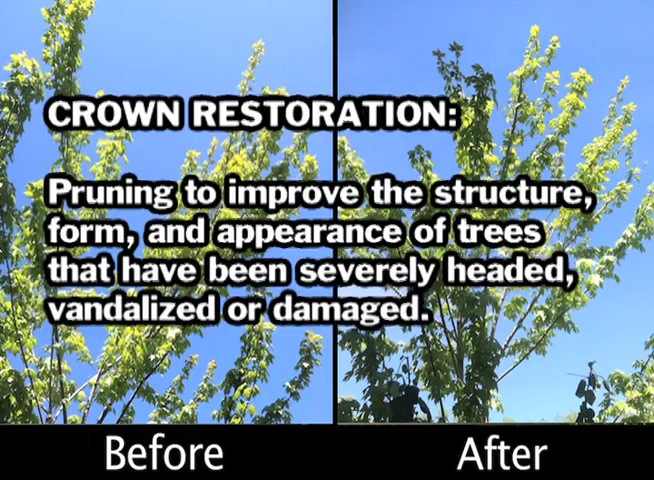 CROWN RESTORATION:
Pruning to improve the structure,
form, and appearance of trees
that have been severely headed,
vandalized or damaged.
Before
After